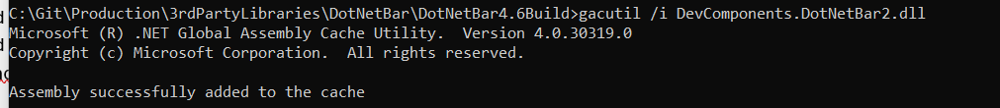 C:\Git\Production\3rdPartyLibraries\DotNetBar\DotNetBar4.6Build>gacutil /i DevComponents.DotNetBar2.dll
Microsoft (R) .NET Global Assembly Cache Utility.  Version 4.0.30319.0
Copyright (c) Microsoft Corporation.  All rights reserved.
Assembly successfully added to the cache